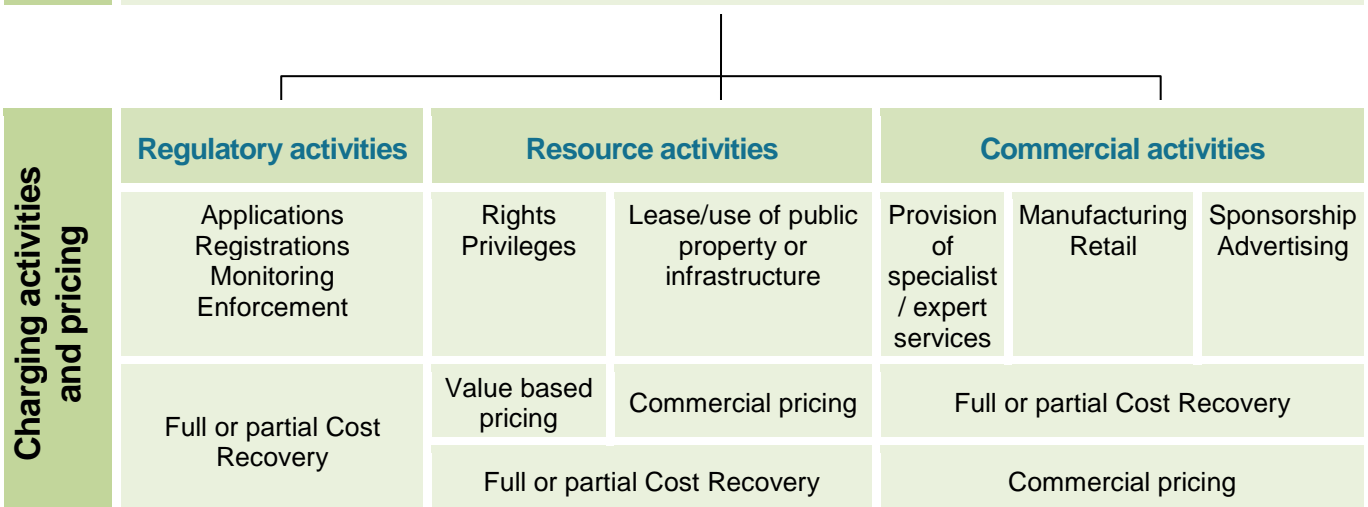 Charging activities
and pricing
Regulatory activities
Resource activities
Commercial activities
Applications
Registrations
Monitoring
Enforcement
Rights
Privileges
Lease/use of public
property or
infrastructure
Provision
of
specialist
/ expert
services
Manufacturing
Retail
Sponsorship
Advertising
Full or partial Cost
Recovery
Value based
pricing
Commercial pricing
Full or partial Cost Recovery
Full or partial Cost Recovery
Commercial pricing